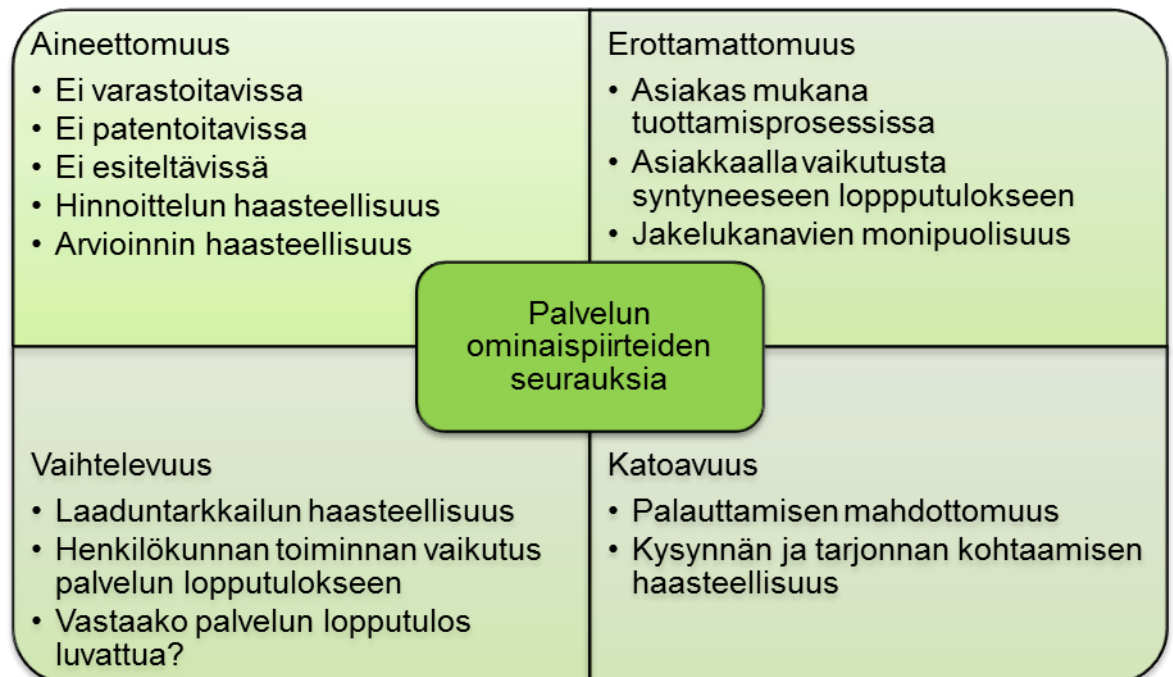 Aineettomuus
• Ei varastoitavissa
• Ei patentoitavissa
• Ei esiteltävissä
• Hinnoittelun haasteellisuus
• Arvioinnin haasteellisuus
Erottamattomuus
• Asiakas mukana
tuottamisprosessissa
• Asiakkaalla vaikutusta
syntyneeseen loppputulokseen
• Jakelukanavien monipuolisuus
Palvelun
ominaispiirteiden
seurauksia
Vaihtelevuus
• Laaduntarkkailun haasteellisuus
• Henkilökunnan toiminnan vaikutus
palvelun lopputulokseen
• Vastaako palvelun lopputulos
luvattua?
Katoavuus
• Palauttamisen mahdottomuus
• Kysynnän ja tarjonnan kohtaamisen
haasteellisuus